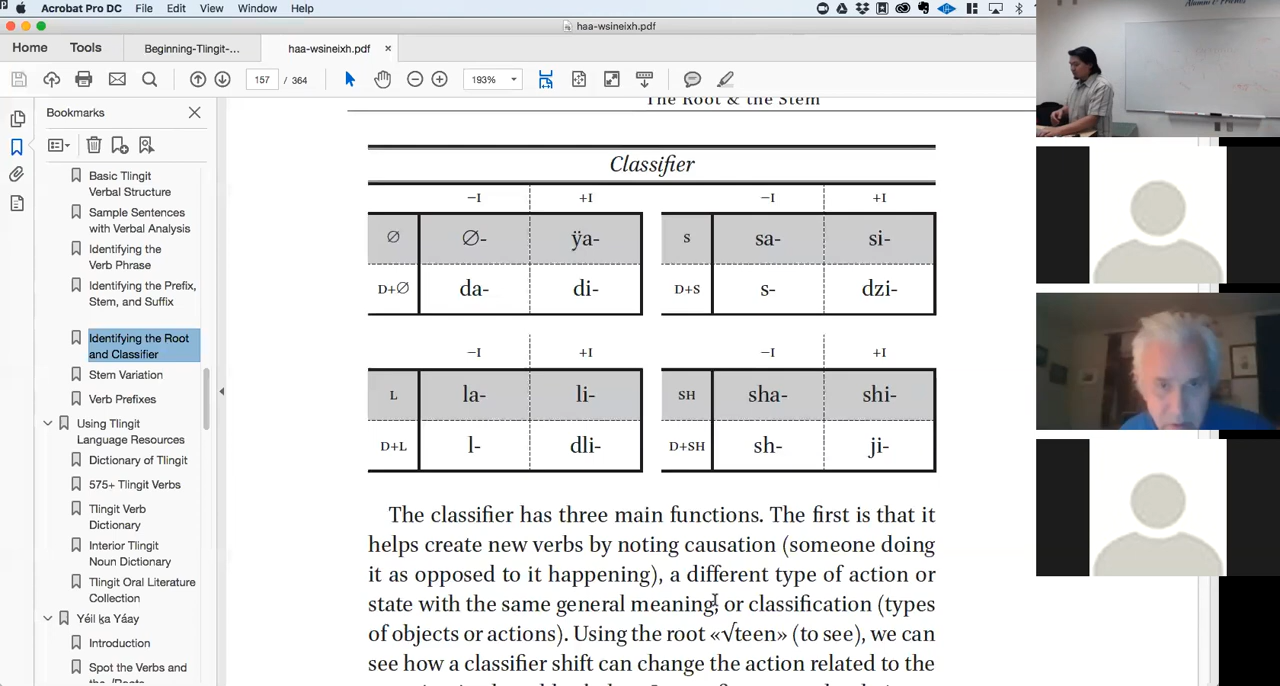 Acrobat Pro DC File Edit View Window Help
haa-wsineixh.pdf
Home Tools Beginning-Tlingit-... haa-wsineixh.pdf ×
157 / 364 193%
Bookmarks
Basic Tlingit
Verbal Structure
Sample Sentences
with Verbal Analysis
Identifying the
Verb Phrase
Identifying the Prefix,
Stem, and Suffix
Identifying the Root
and Classifier
Stem Variation
Verb Prefixes
Using Tlingit
Language Resources
Dictionary of Tlingit
575+ Tlingit Verbs
Tlingit Verb
Dictionary
Interior Tlingit
Noun Dictionary
Tlingit Oral Literature
Collection
Yéil ḵa Yáay
Introduction
Spot the Verbs and
The Root & the Stem
Classifier
–I +I
∅ ∅- ÿa-
D+∅ da- di-
–I +I
S sa- si-
D+S s- dzi-
–I +I
L la- li-
D+L l- dli-
–I +I
SH sha- shi-
D+SH sh- ji-
The classifier has three main functions. The first is that it
helps create new verbs by noting causation (someone doing
it as opposed to it happening), a different type of action or
state with the same general meaning, or classification (types
of objects or actions). Using the root «√teen» (to see), we can
see how a classifier shift can change the action related to the
Alumni & Friends